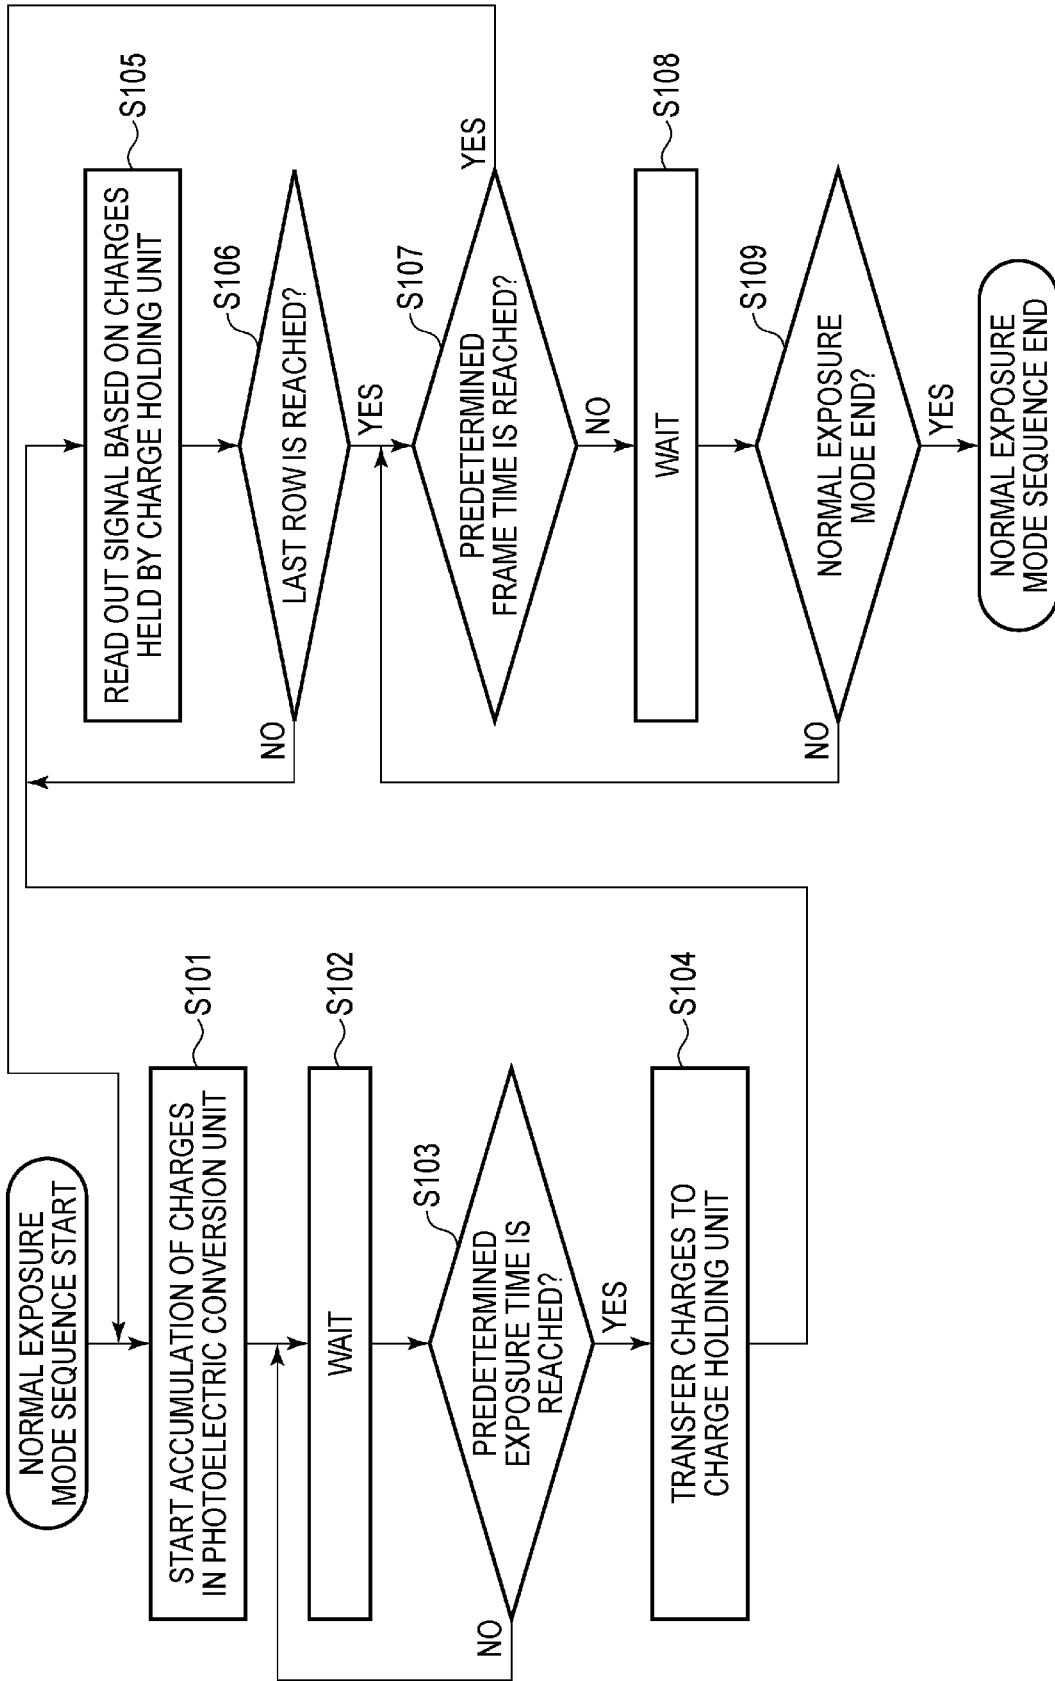 NORMAL EXPOSURE
MODE SEQUENCE START
START ACCUMULATION OF CHARGES
IN PHOTOELECTRIC CONVERSION UNIT
S101
WAIT
S102
PREDETERMINED
EXPOSURE TIME IS
REACHED?
S103
NO
YES
TRANSFER CHARGES TO
CHARGE HOLDING UNIT
S104
READ OUT SIGNAL BASED ON CHARGES
HELD BY CHARGE HOLDING UNIT
S105
LAST ROW IS REACHED?
S106
NO
YES
PREDETERMINED
FRAME TIME IS REACHED?
S107
YES
NO
WAIT
S108
NORMAL EXPOSURE
MODE END?
S109
NO
YES
NORMAL EXPOSURE
MODE SEQUENCE END